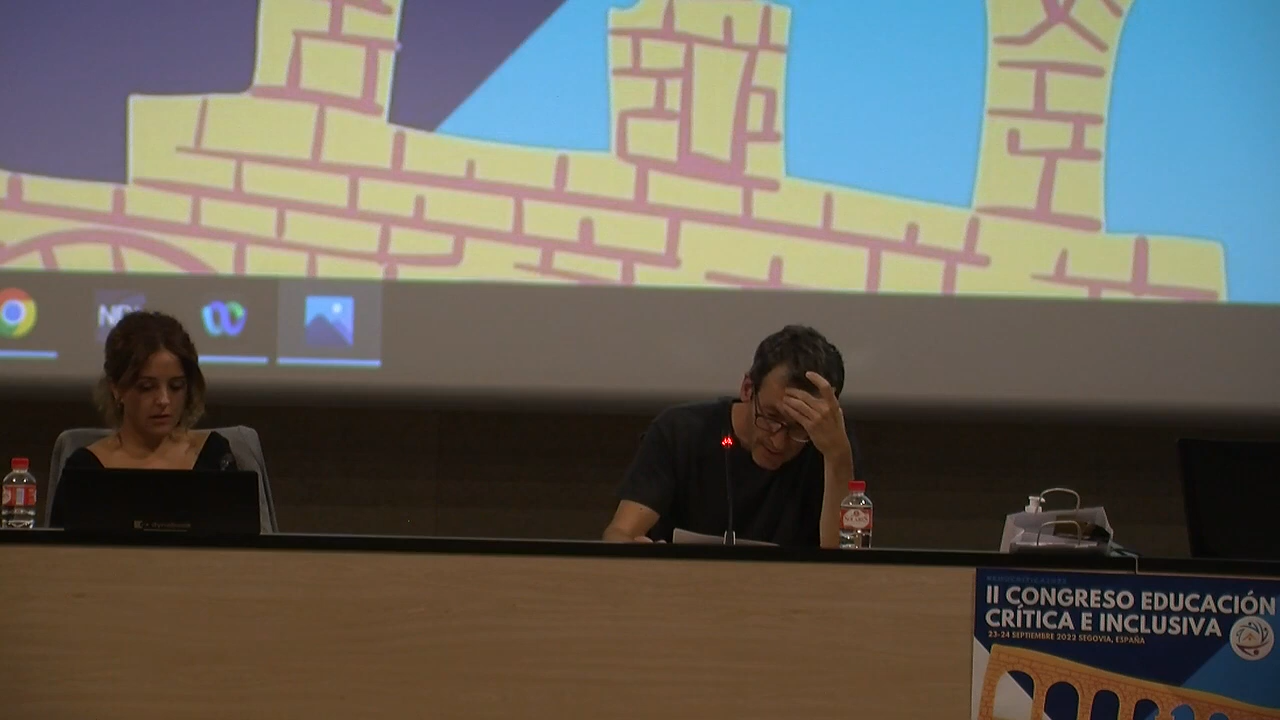 II CONGRESO EDUCACIÓN
CRÍTICA E INCLUSIVA
23-24 SEPTIEMBRE 2022 SEGOVIA, ESPAÑA